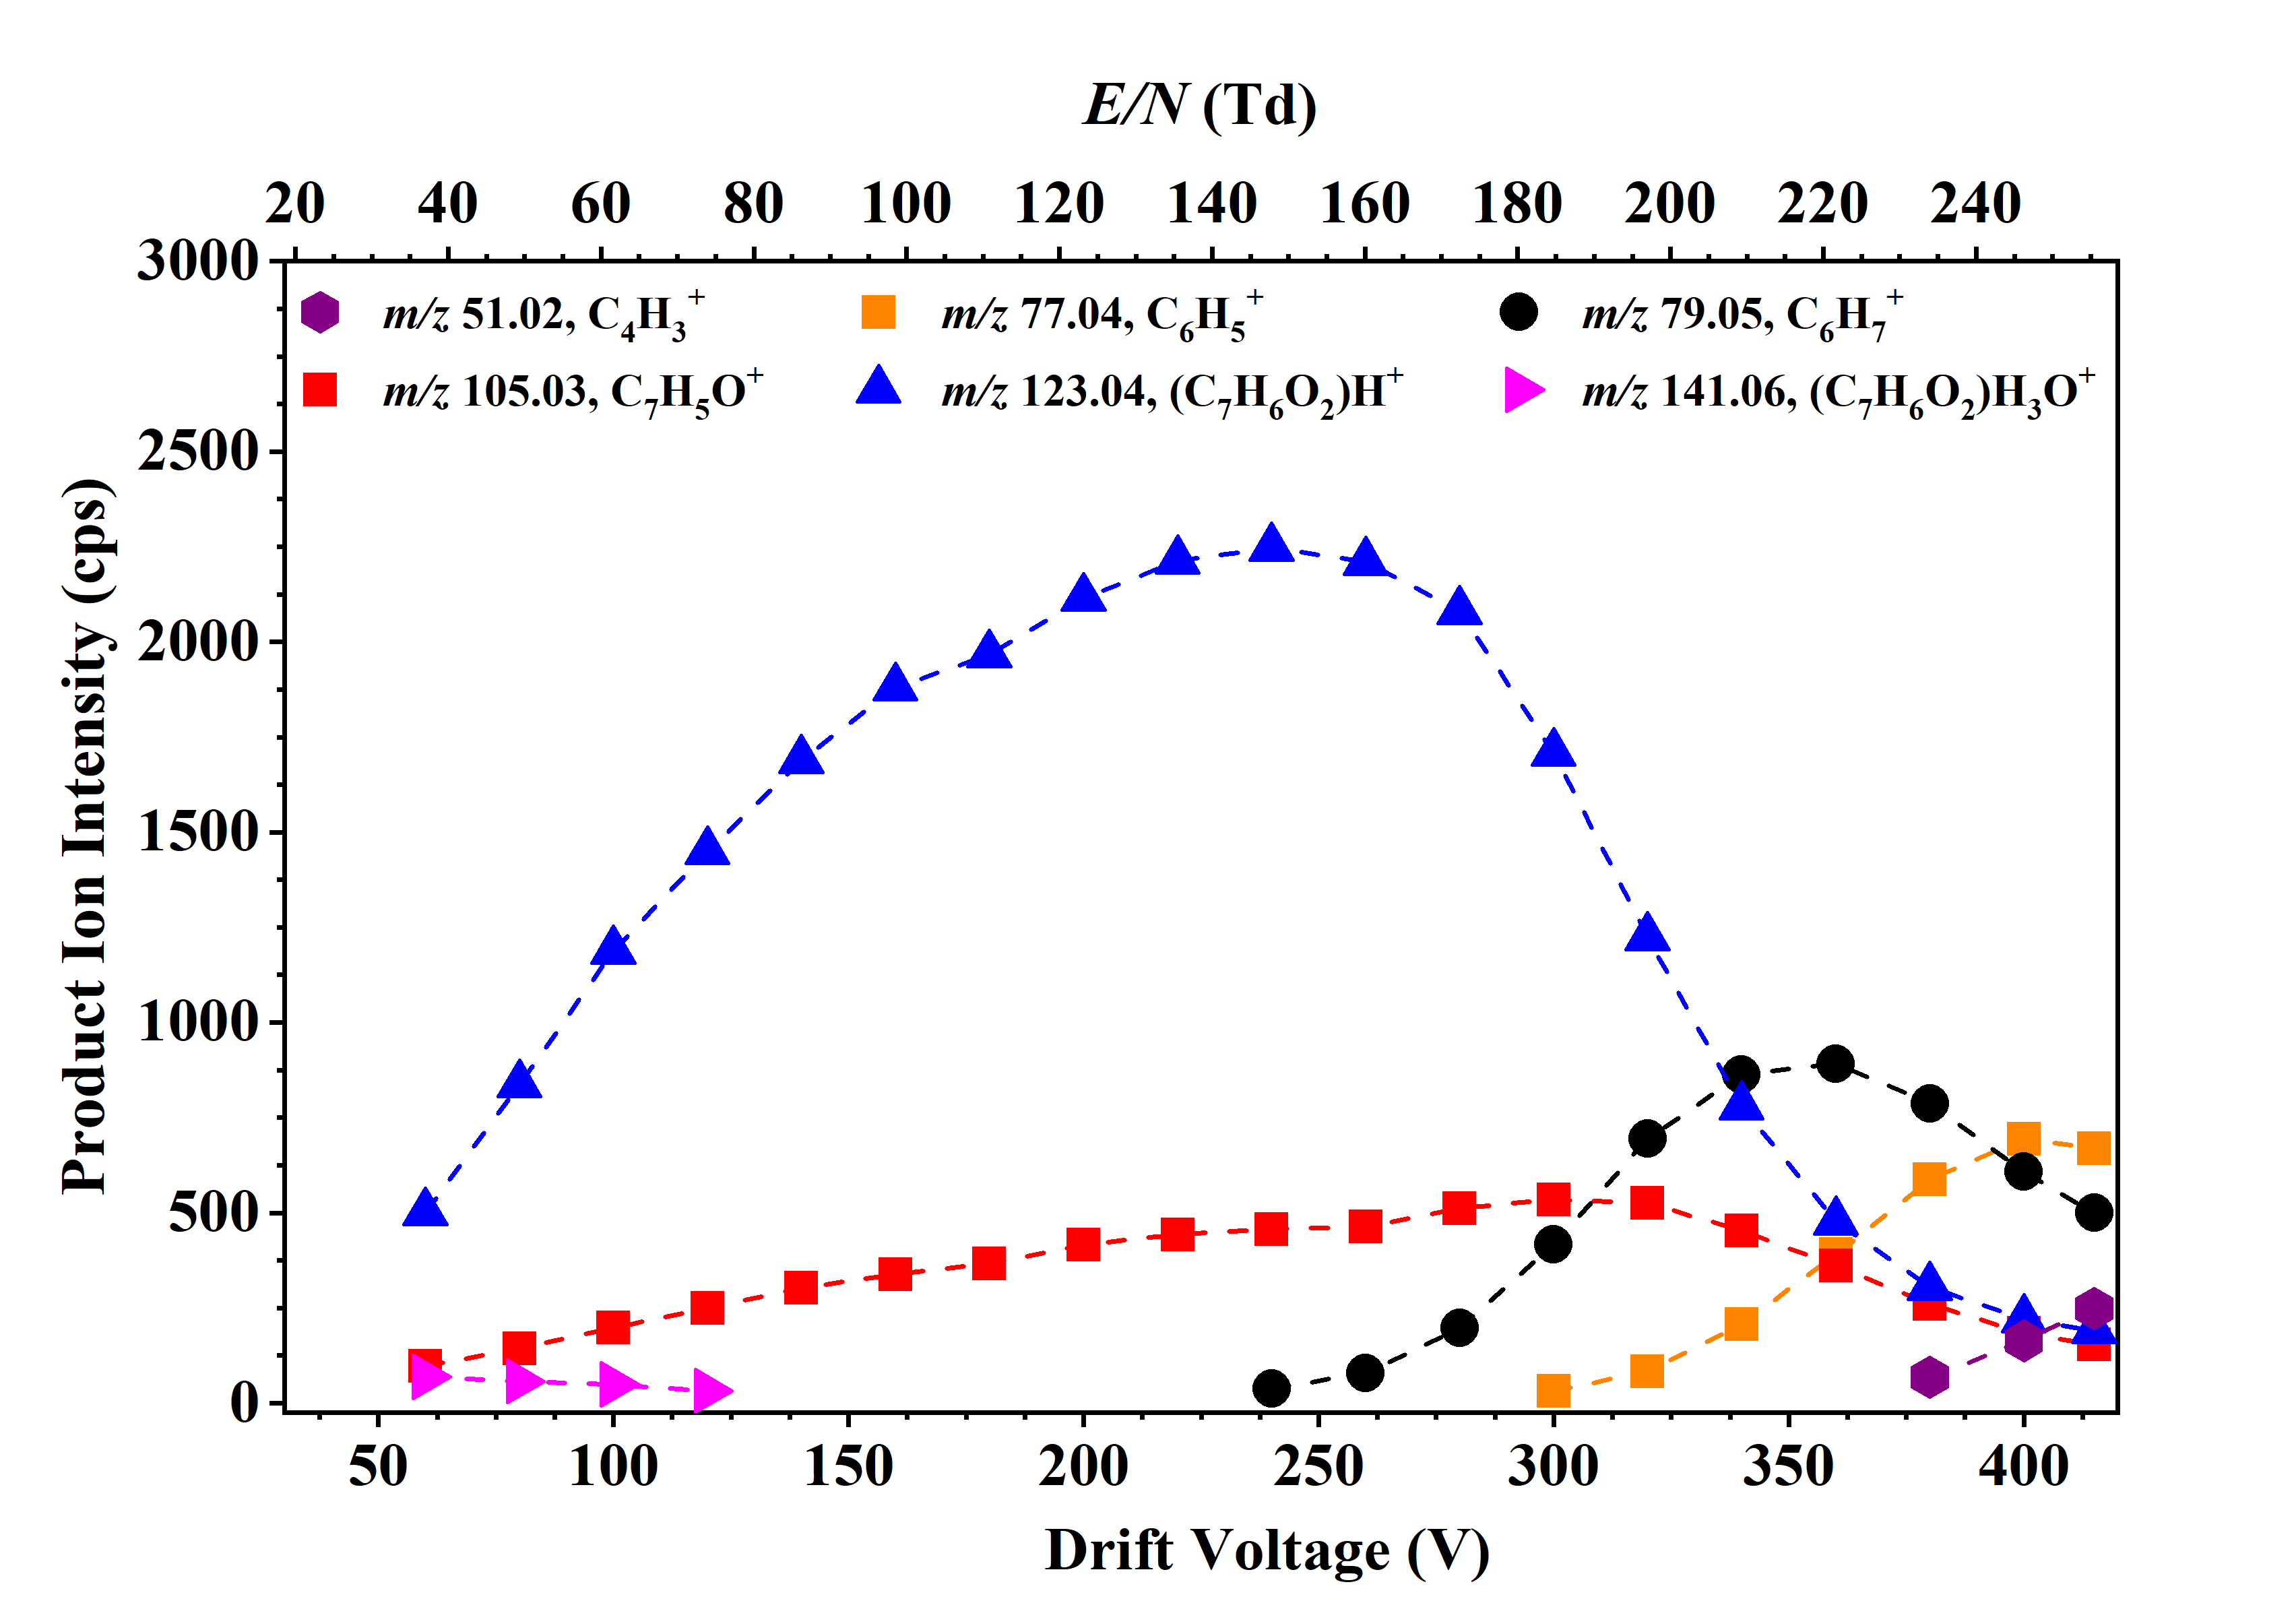 E/N (Td)
20 40 60 80 100 120 140 160 180 200 220 240
3000
m/z 51.02, C₄H₃⁺ m/z 77.04, C₆H₅⁺ m/z 79.05, C₆H₇⁺
m/z 105.03, C₇H₅O⁺ m/z 123.04, (C₇H₆O₂)H⁺ m/z 141.06, (C₇H₆O₂)H₃O⁺
2500
2000
1500
1000
500
0
Product Ion Intensity (cps)
50 100 150 200 250 300 350 400
Drift Voltage (V)